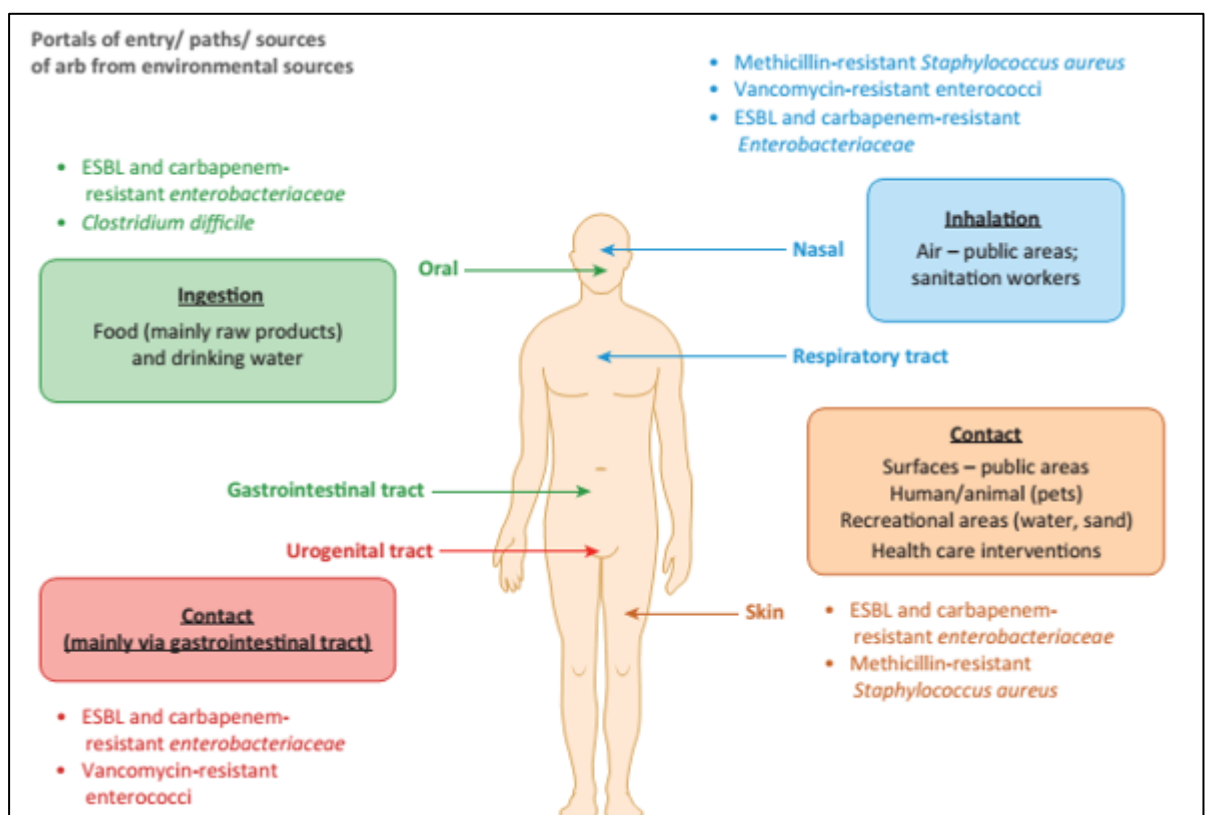 Portals of entry/ paths/ sources
of arb from environmental sources
• Methicillin-resistant Staphylococcus aureus
• Vancomycin-resistant enterococci
• ESBL and carbapenem-resistant
Enterobacteriaceae
• ESBL and carbapenem-
resistant enterobacteriaceae
• Clostridium difficile
Ingestion
Food (mainly raw products)
and drinking water
Oral
Nasal
Inhalation
Air – public areas;
sanitation workers
Respiratory tract
Contact
Surfaces – public areas
Human/animal (pets)
Recreational areas (water, sand)
Health care interventions
Gastrointestinal tract
Urogenital tract
Contact
(mainly via gastrointestinal tract)
Skin
• ESBL and carbapenem-
resistant enterobacteriaceae
• Methicillin-resistant
Staphylococcus aureus
• ESBL and carbapenem-
resistant enterobacteriaceae
• Vancomycin-resistant
enterococci